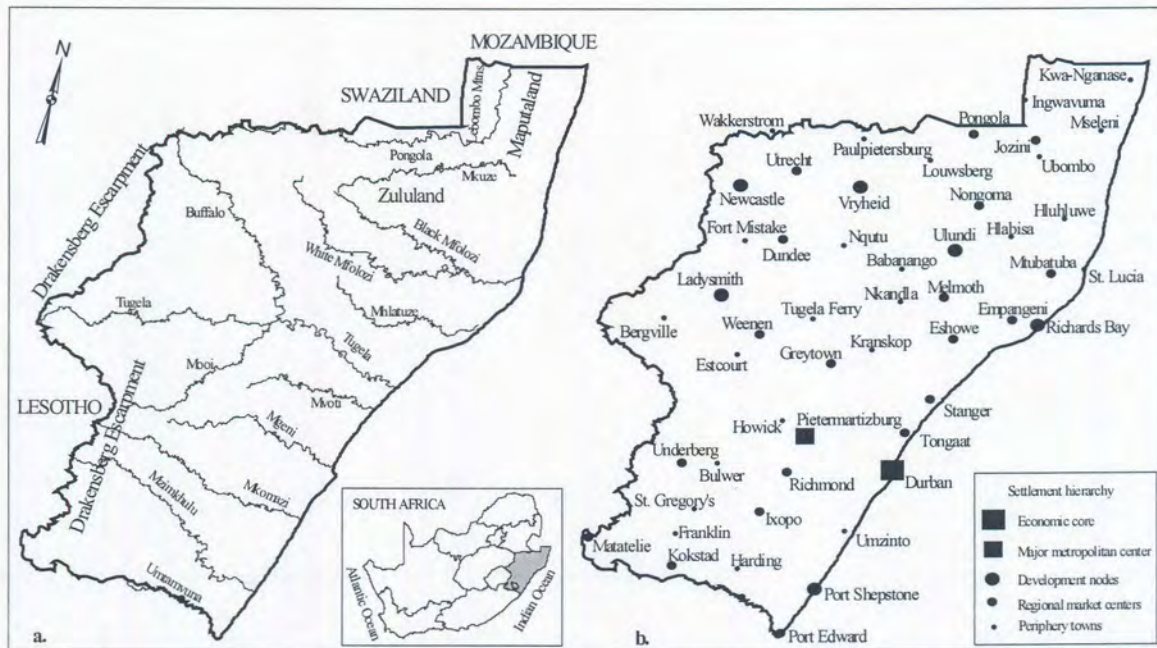 N
MOZAMBIQUE
SWAZILAND
Lebombo Mtns
Maputaland
Pongola
Mkuze
Zululand
Drakensberg Escarpment
Buffalo
Black Mfolozi
White Mfolozi
Mhlatuze
Tugela
Tugela
Mooi
Mvoti
LESOTHO
Drakensberg Escarpment
Mgeni
Mkomazi
Mzimkhulu
Umtamvuna
a.
SOUTH AFRICA
Atlantic Ocean
Indian Ocean
Kwa-Nganase
Ingwavuma
Wakkerstrom
Pongola
Mseleni
Paulpietersburg
Jozini
Utrecht
Louwsberg
Ubombo
Newcastle
Vryheid
Nongoma
Hluhluwe
Fort Mistake
Nqutu
Ulundi
Hlabisa
Dundee
Babanango
Mtubatuba
St. Lucia
Ladysmith
Nkandla
Melmoth
Tugela Ferry
Empangeni
Bergville
Weenen
Eshowe
Richards Bay
Kranskop
Estcourt
Greytown
Stanger
Howick
Pietermartizburg
Tongaat
Underberg
Bulwer
Richmond
Durban
St. Gregory's
Ixopo
Franklin
Umzinto
Matatelie
Kokstad
Harding
Port Shepstone
Port Edward
b.
Settlement hierarchy
Economic core
Major metropolitan center
Development nodes
Regional market centers
Periphery towns